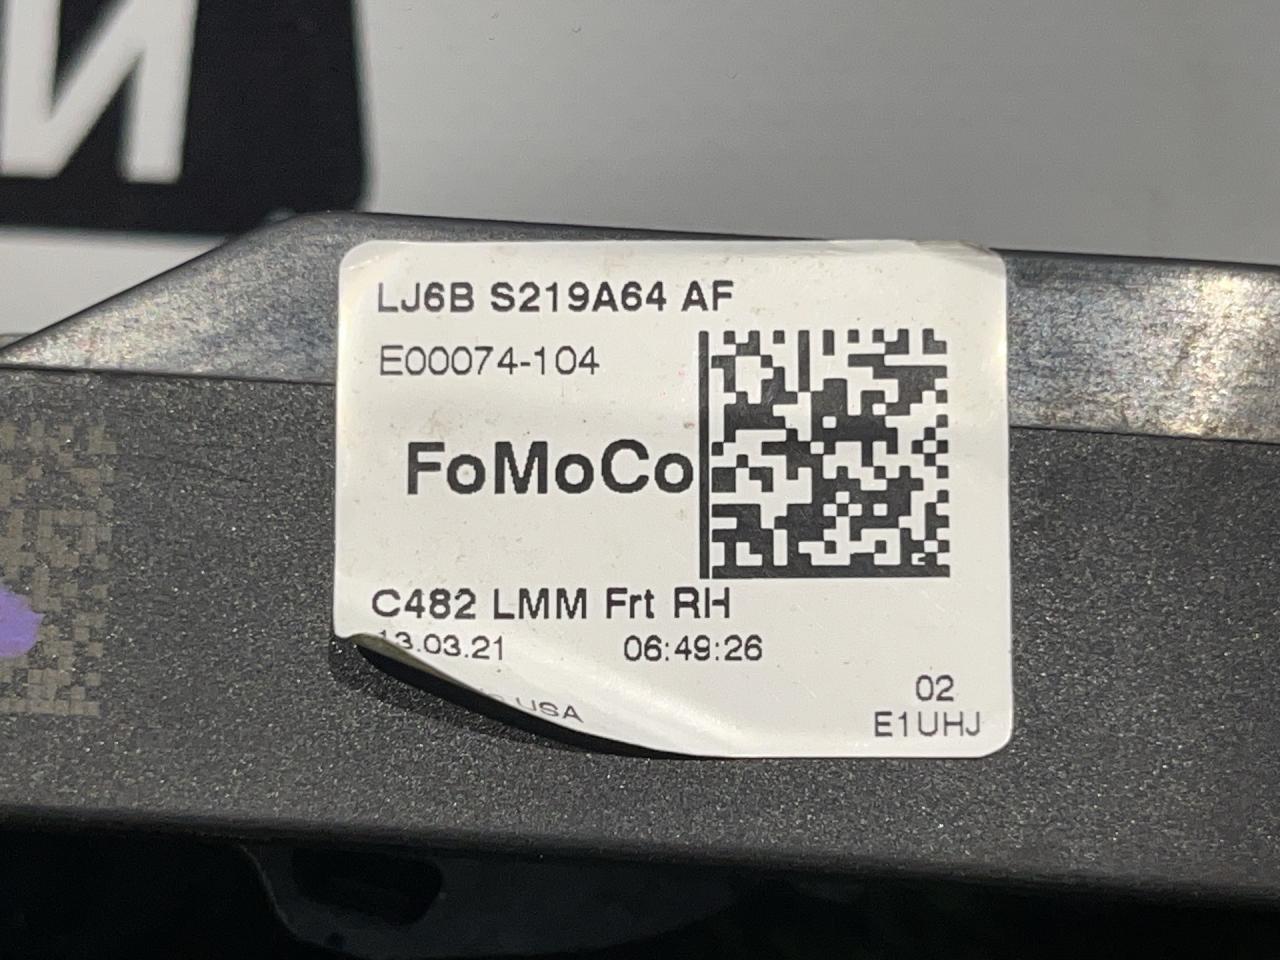 N
LJ6B S219A64 AF
E00074-104
FoMoCo
C482 LMM Frt RH
13.03.21 06:49:26
USA
02
E1UHJ